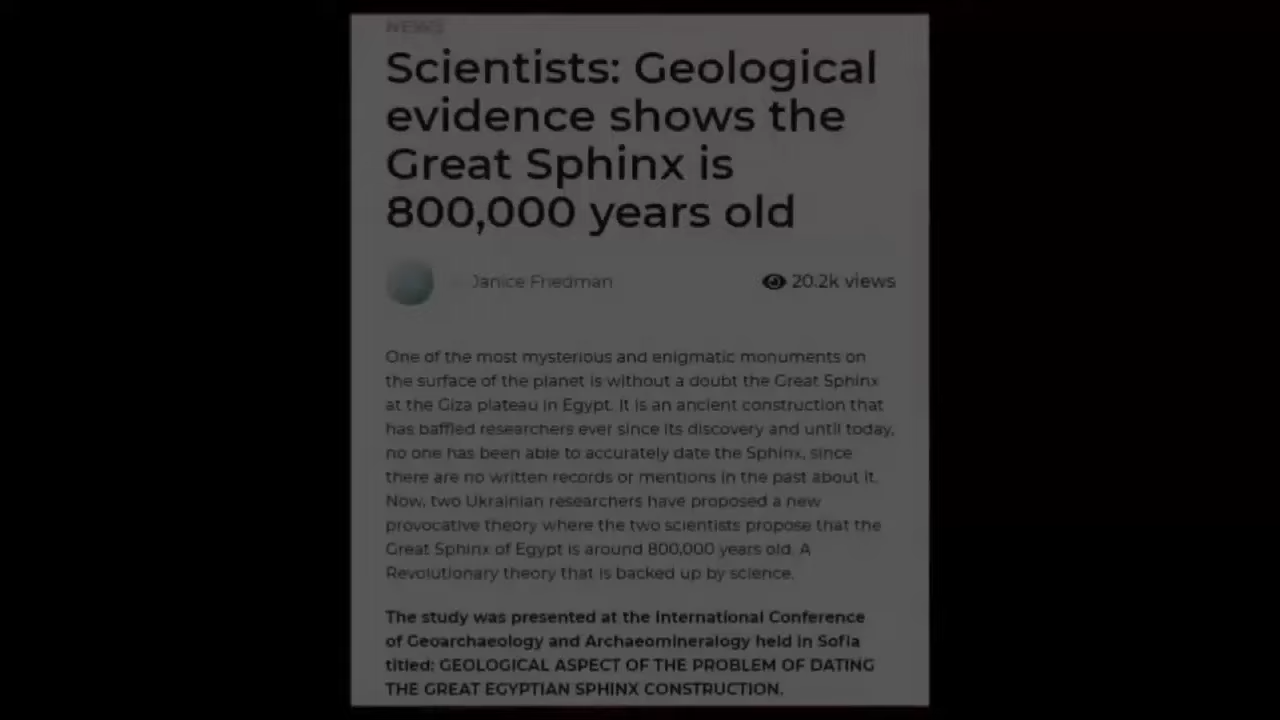 NEWS
Scientists: Geological
evidence shows the
Great Sphinx is
800,000 years old
Janice Friedman
20.2k views
One of the most mysterious and enigmatic monuments on
the surface of the planet is without a doubt the Great Sphinx
at the Giza plateau in Egypt. It is an ancient construction that
has baffled researchers ever since its discovery and until today,
no one has been able to accurately date the Sphinx, since
there are no written records or mentions in the past about it.
Now, two Ukrainian researchers have proposed a new
provocative theory where the two scientists propose that the
Great Sphinx of Egypt is around 800,000 years old. A
Revolutionary theory that is backed up by science.
The study was presented at the International Conference
of Geoarchaeology and Archaeomineralogy held in Sofia
titled: GEOLOGICAL ASPECT OF THE PROBLEM OF DATING
THE GREAT EGYPTIAN SPHINX CONSTRUCTION.